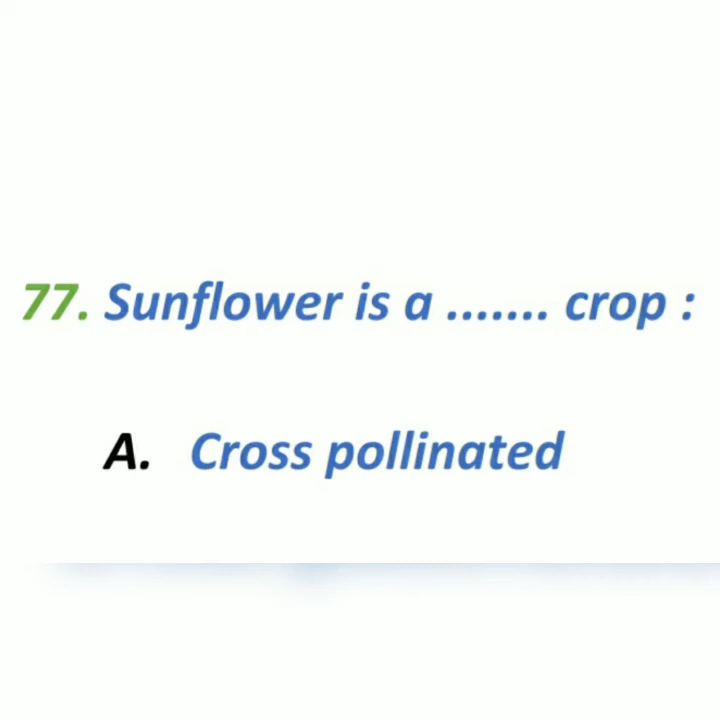 77. Sunflower is a ....... crop :
A. Cross pollinated